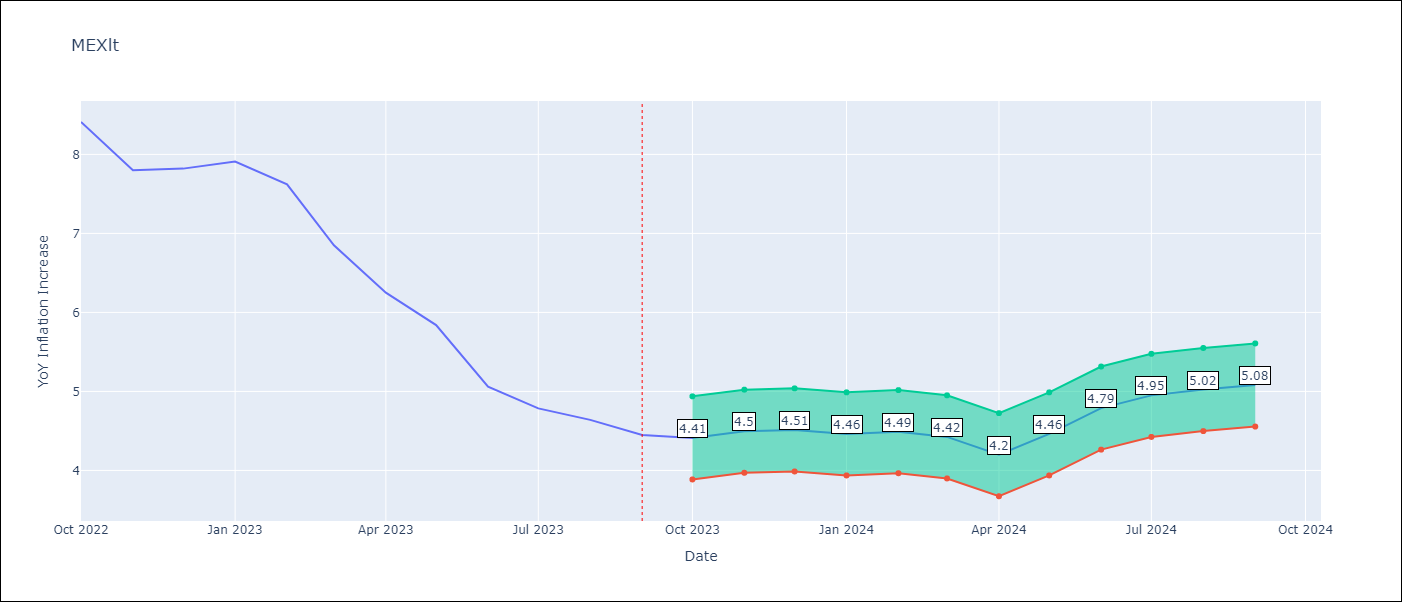 MEXlt
YoY Inflation Increase
8
7
6
5
4
4.41
4.5
4.51
4.46
4.49
4.42
4.2
4.46
4.79
4.95
5.02
5.08
Oct 2022
Jan 2023
Apr 2023
Jul 2023
Oct 2023
Jan 2024
Apr 2024
Jul 2024
Oct 2024
Date